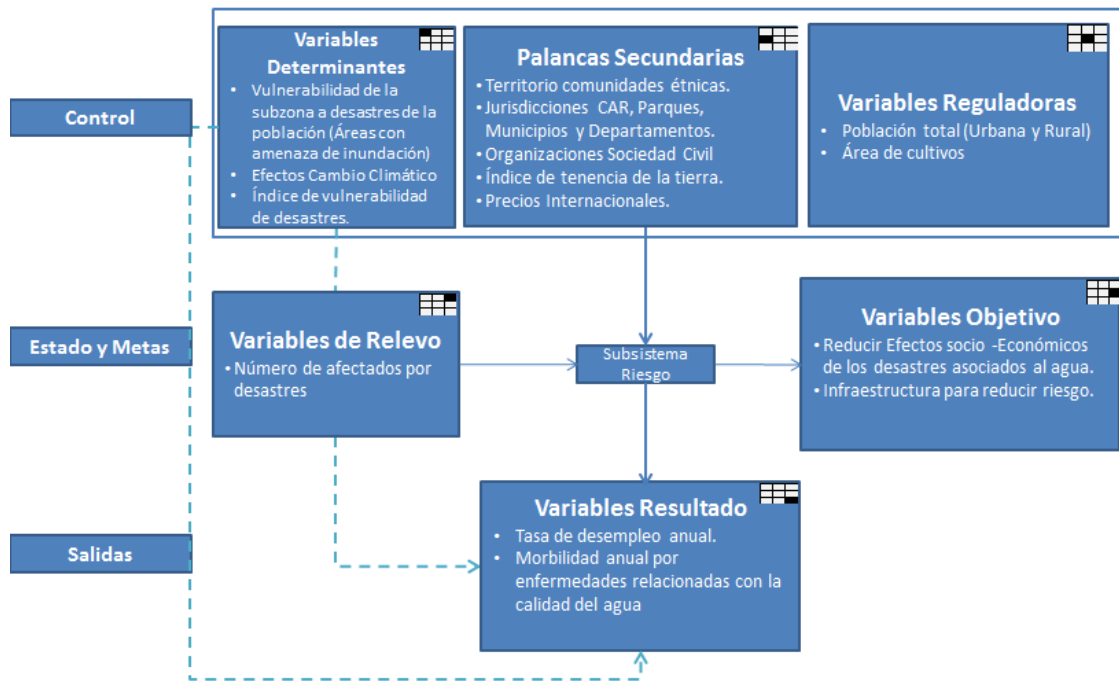 Control
Variables
Determinantes
• Vulnerabilidad de la
subzona a desastres de la
población (Áreas con
amenaza de inundación)
• Efectos Cambio Climático
• Índice de vulnerabilidad
de desastres.
Palancas Secundarias
• Territorio comunidades étnicas.
• Jurisdicciones CAR, Parques,
Municipios y Departamentos.
• Organizaciones Sociedad Civil
• Índice de tenencia de la tierra.
• Precios Internacionales.
Variables Reguladoras
• Población total (Urbana y Rural)
• Área de cultivos
Estado y Metas
Variables de Relevo
• Número de afectados por
desastres
Subsistema
Riesgo
Variables Objetivo
• Reducir Efectos socio -Económicos
de los desastres asociados al agua.
• Infraestructura para reducir riesgo.
Salidas
Variables Resultado
• Tasa de desempleo anual.
• Morbilidad anual por
enfermedades relacionadas con la
calidad del agua